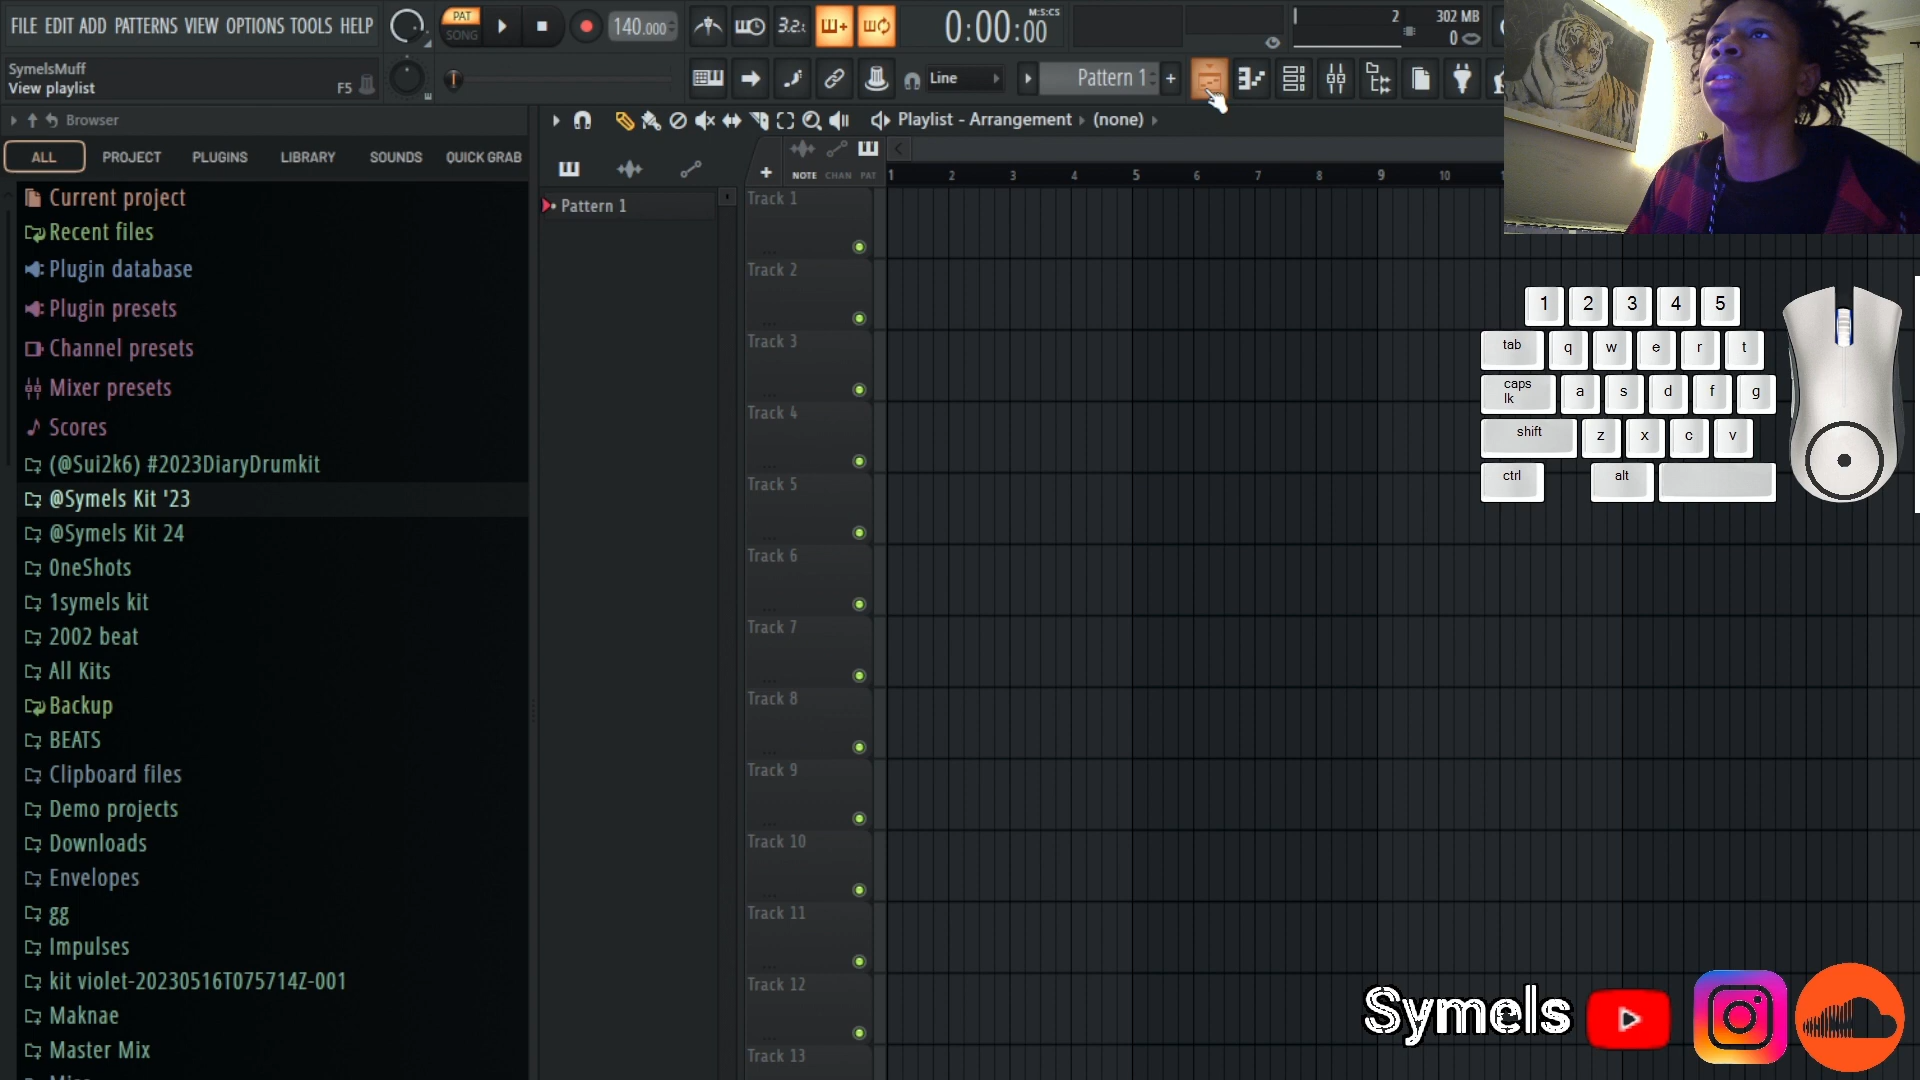 FILE EDIT ADD PATTERNS VIEW OPTIONS TOOLS HELP
PAT
SONG
140.000
3.2.
0:00:00
M:S:CS
2
302 MB
0
SymelsMuff
View playlist
F5
Line
Pattern 1
+
Browser
Playlist - Arrangement
(none)
ALL
PROJECT
PLUGINS
LIBRARY
SOUNDS
QUICK GRAB
+
NOTE
CHAN
PAT
1 2 3 4 5 6 7 8 9 10
Current project
Recent files
Plugin database
Plugin presets
Channel presets
Mixer presets
Scores
(@Sui2k6) #2023DiaryDrumkit
@Symels Kit '23
@Symels Kit 24
0neShots
1symels kit
2002 beat
All Kits
Backup
BEATS
Clipboard files
Demo projects
Downloads
Envelopes
gg
Impulses
kit violet-20230516T075714Z-001
Maknae
Master Mix
Pattern 1
Track 1
Track 2
Track 3
Track 4
Track 5
Track 6
Track 7
Track 8
Track 9
Track 10
Track 11
Track 12
Track 13
1 2 3 4 5
tab q w e r t
caps lk a s d f g
shift z x c v
ctrl alt
Symels